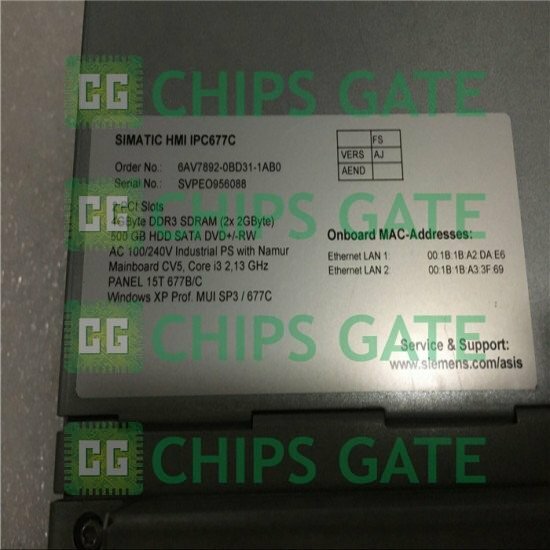 CG CHIPS GATE
SIMATIC HMI IPC677C
FS
VERS AJ
AEND
Order No.: 6AV7892-0BD31-1AB0
Serial No.: SVPEO956088
PCI Slots
4GByte DDR3 SDRAM (2x 2GByte)
500 GB HDD SATA DVD+/-RW
AC 100/240V Industrial PS with Namur
Mainboard CV5, Core i3 2,13 GHz
PANEL 15T 677B/C
Windows XP Prof. MUI SP3 / 677C
Onboard MAC-Addresses:
Ethernet LAN 1: 00:1B:1B:A2:DA:E6
Ethernet LAN 2: 00:1B:1B:A3:3F:69
CG CHIPS GATE
CG CHIPS GATE
Service & Support:
www.siemens.com/asis
CG CHIPS GATE